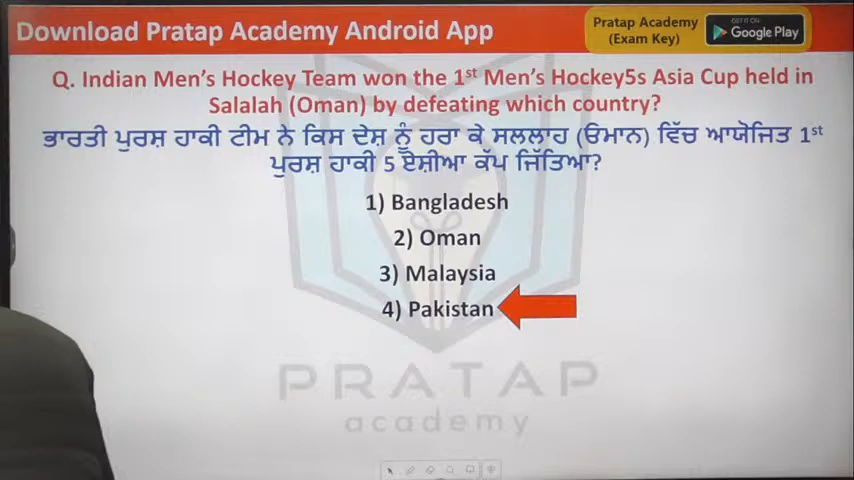 Download Pratap Academy Android App
Pratap Academy
(Exam Key)
GET IT ON
Google Play
Q. Indian Men's Hockey Team won the 1st Men's Hockey5s Asia Cup held in
Salalah (Oman) by defeating which country?
ਭਾਰਤੀ ਪੁਰਸ਼ ਹਾਕੀ ਟੀਮ ਨੇ ਕਿਸ ਦੇਸ਼ ਨੂੰ ਹਰਾ ਕੇ ਸਲਲਾਹ (ਓਮਾਨ) ਵਿੱਚ ਆਯੋਜਿਤ 1st
ਪੁਰਸ਼ ਹਾਕੀ 5 ਏਸ਼ੀਆ ਕੱਪ ਜਿੱਤਿਆ?
1) Bangladesh
2) Oman
3) Malaysia
4) Pakistan
PRATAP
academy